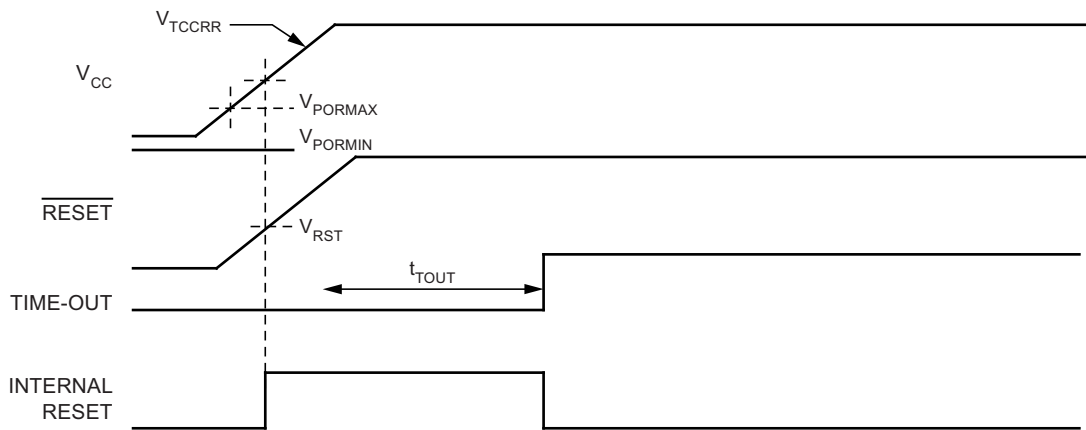 VTCCRR
VCC
VPORMAX
VPORMIN
RESET
VRST
tTOUT
TIME-OUT
INTERNAL
RESET